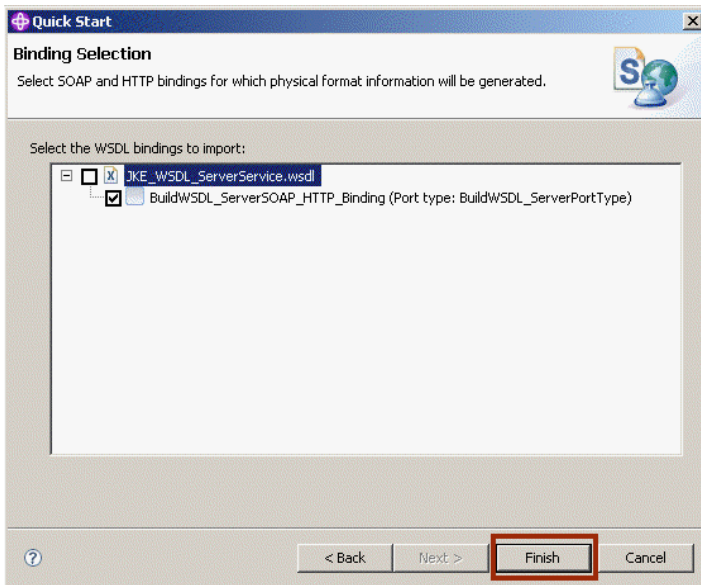 Quick Start
Binding Selection
Select SOAP and HTTP bindings for which physical format information will be generated.
Select the WSDL bindings to import:
JKE_WSDL_ServerService.wsdl
BuildWSDL_ServerSOAP_HTTP_Binding (Port type: BuildWSDL_ServerPortType)
< Back Next > Finish Cancel